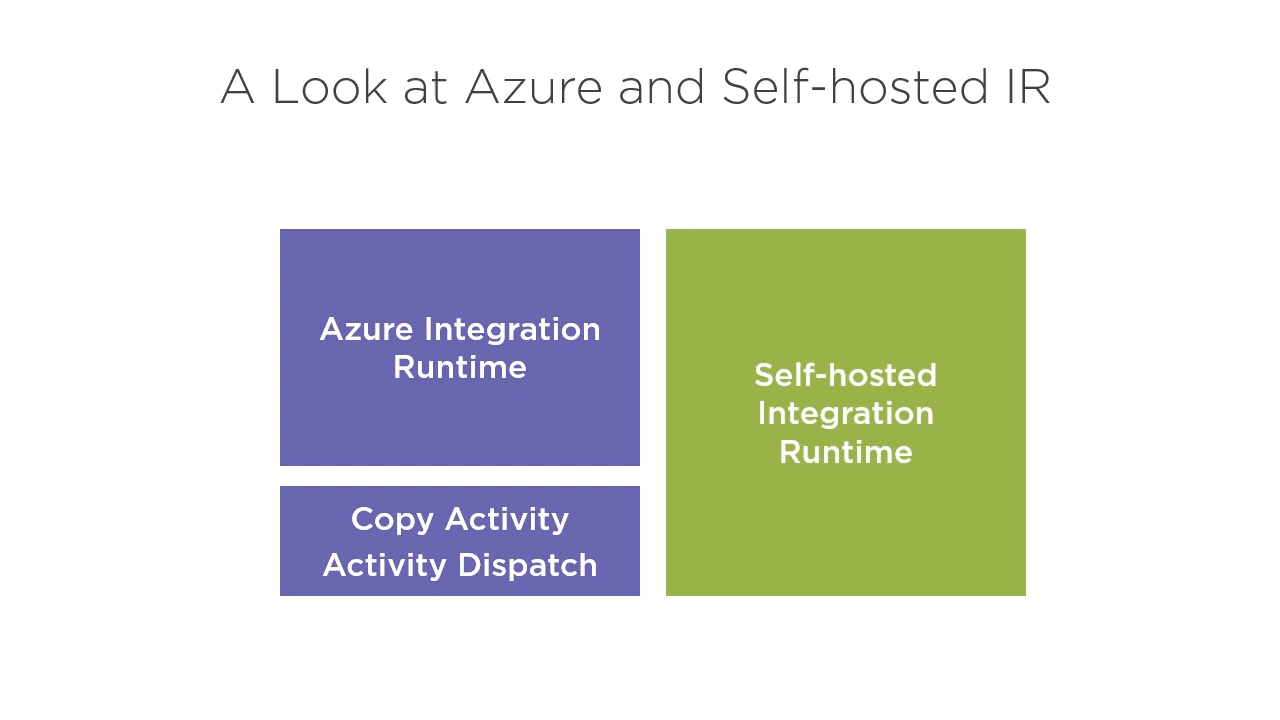 A Look at Azure and Self-hosted IR
Azure Integration
Runtime
Copy Activity
Activity Dispatch
Self-hosted
Integration
Runtime